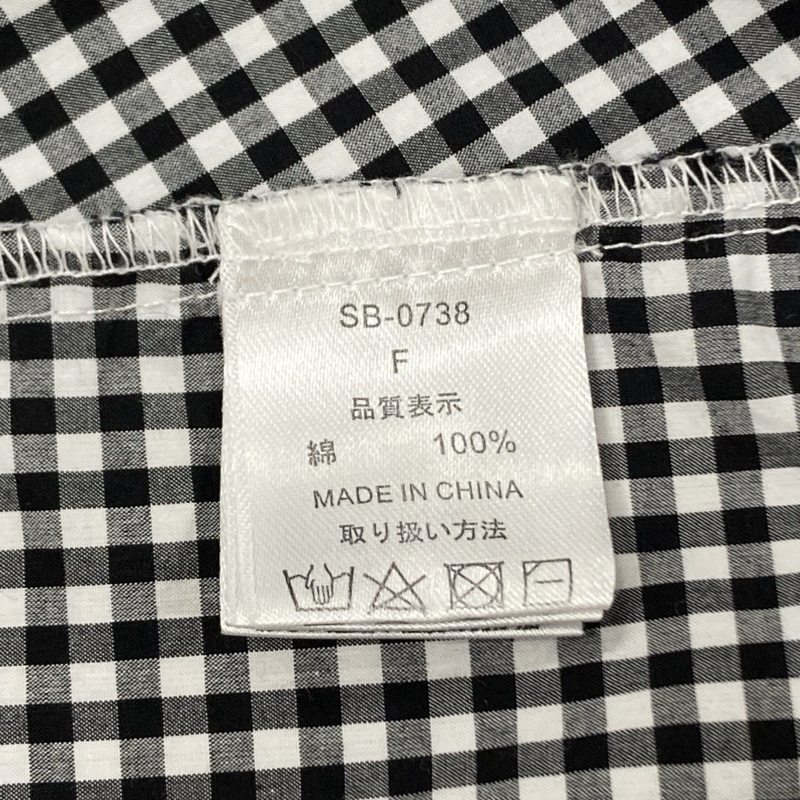 SB-0738
F
品質表示
綿 100%
MADE IN CHINA
取り扱い方法